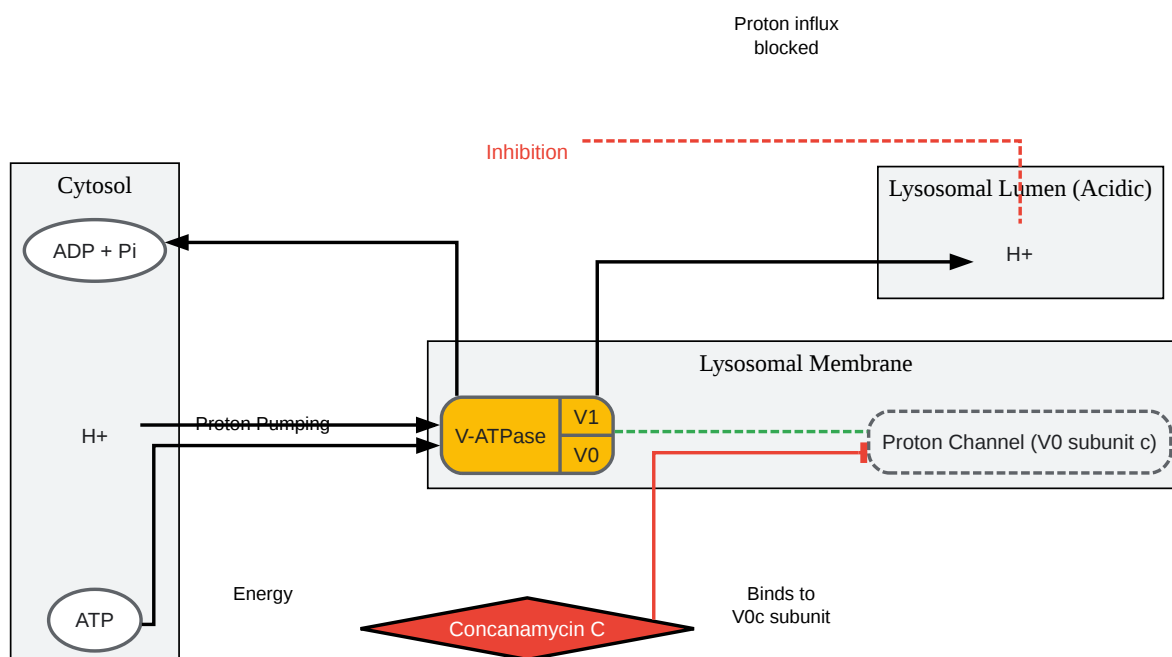 Proton influx
blocked
Inhibition
Cytosol
Lysosomal Lumen (Acidic)
ADP + Pi
H+
Lysosomal Membrane
Proton Pumping
H+
V-ATPase
V1
V0
Proton Channel (V0 subunit c)
Energy
Binds to
V0c subunit
ATP
Concanamycin C